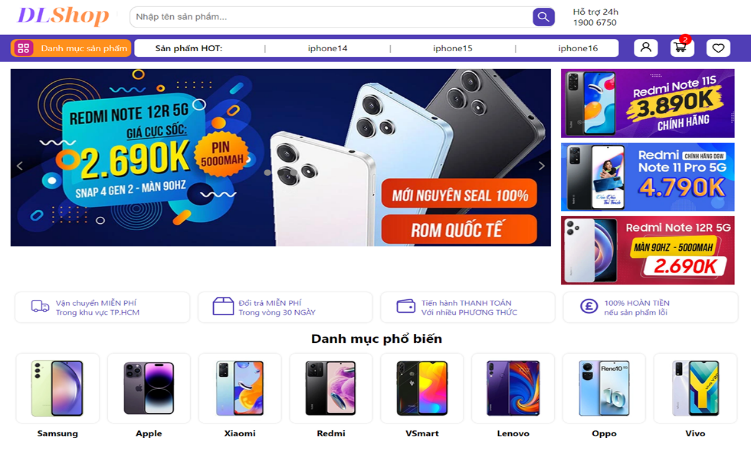 DLShop
Nhập tên sản phẩm...
Hỗ trợ 24h
1900 6750
Danh mục sản phẩm
Sản phẩm HOT:
|
iphone14
|
iphone15
|
iphone16
2
REDMI NOTE 12R 5G
GIÁ CỰC SỐC:
2.690K
SNAP 4 GEN 2 - MÀN 90HZ
PIN
5000MAH
MỚI NGUYÊN SEAL 100%
ROM QUỐC TẾ
Redmi Note 11S
3.890K
CHÍNH HÃNG
Redmi CHÍNH HÃNG DGW
Note 11 Pro 5G
4.790K
Redmi Note 12R 5G
MÀN 90HZ - 5000MAH
2.690K
Vận chuyển MIỄN PHÍ
Trong khu vực TP.HCM
Đổi trả MIỄN PHÍ
Trong vòng 30 NGÀY
Tiến hành THANH TOÁN
Với nhiều PHƯƠNG THỨC
100% HOÀN TIỀN
nếu sản phẩm lỗi
Danh mục phổ biến
Reno10
Samsung
Apple
Xiaomi
Redmi
VSmart
Lenovo
Oppo
Vivo